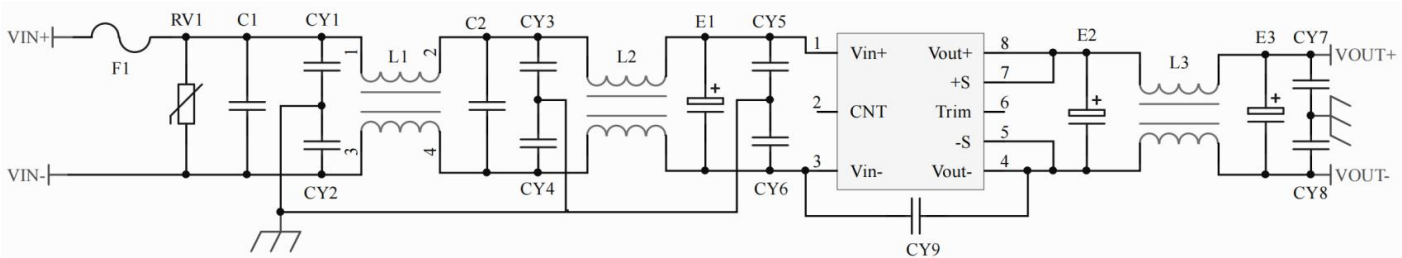 RV1 C1 CY1 C2 CY3 E1 CY5
VIN+ F1 1 L1 2 L2 1 Vin+ Vout+ 8 E2 L3 E3 CY7 VOUT+
+S 7
2 CNT Trim 6
-S 5
VIN- 3 4 3 Vin- Vout- 4 VOUT-
CY2 CY4 CY6 CY8
CY9